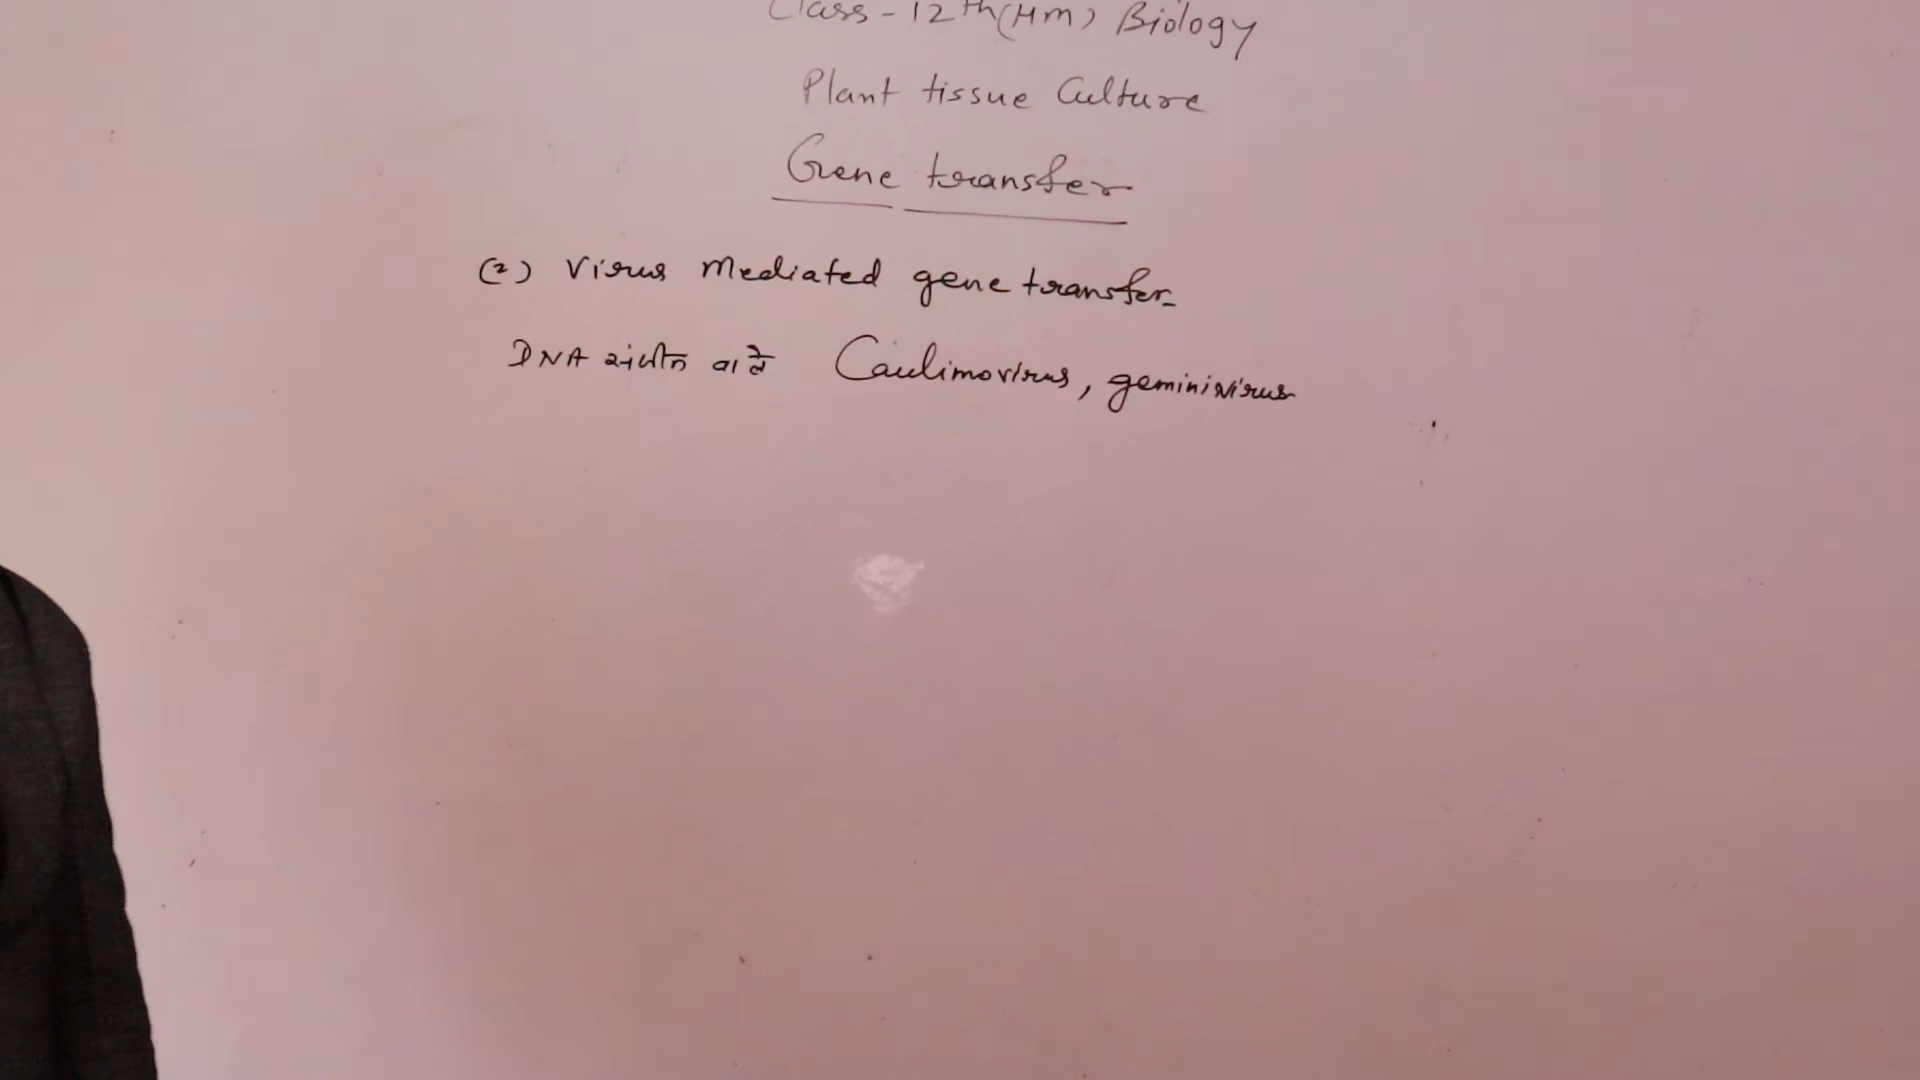 Class - 12th (Hm) Biology
Plant tissue Culture
Gene transfer
(2) Virus Mediated gene transfer-
DNA वाले Caulimovirus, geminivirus